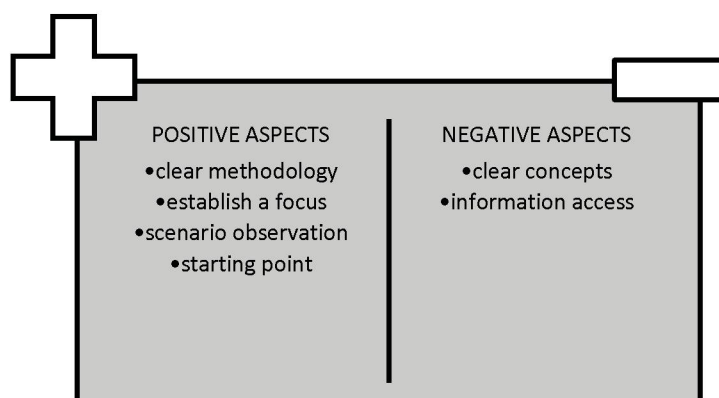 POSITIVE ASPECTS
•clear methodology
•establish a focus
•scenario observation
•starting point
NEGATIVE ASPECTS
•clear concepts
•information access